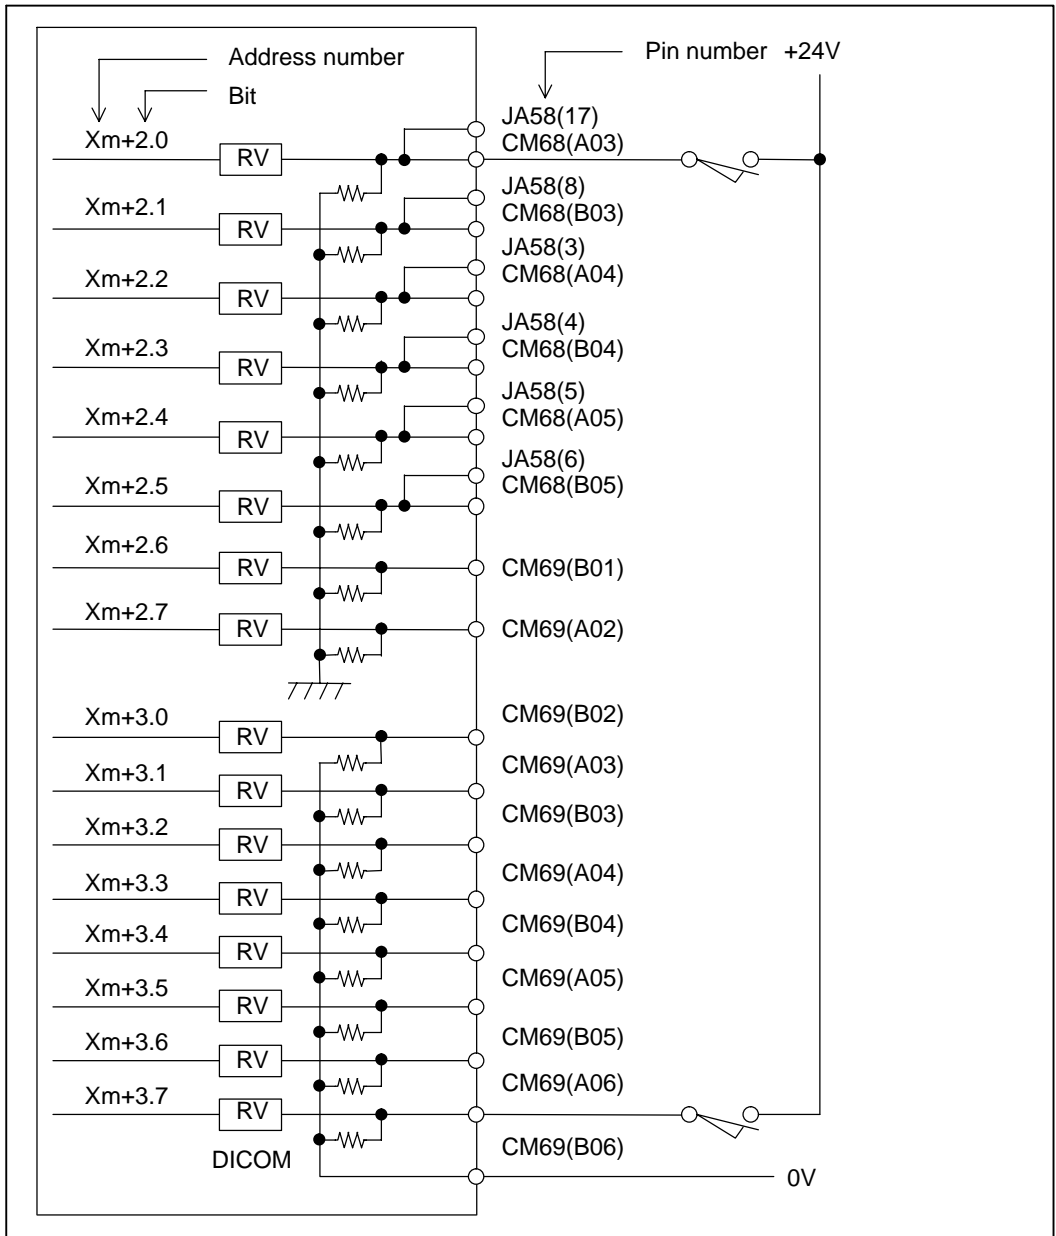 Address number
Pin number +24V
Bit
JA58(17)
Xm+2.0 RV CM68(A03)
JA58(8)
Xm+2.1 RV CM68(B03)
JA58(3)
Xm+2.2 RV CM68(A04)
JA58(4)
Xm+2.3 RV CM68(B04)
JA58(5)
Xm+2.4 RV CM68(A05)
JA58(6)
Xm+2.5 RV CM68(B05)
Xm+2.6 RV CM69(B01)
Xm+2.7 RV CM69(A02)
Xm+3.0 RV CM69(B02)
Xm+3.1 RV CM69(A03)
Xm+3.2 RV CM69(B03)
Xm+3.3 RV CM69(A04)
Xm+3.4 RV CM69(B04)
Xm+3.5 RV CM69(A05)
Xm+3.6 RV CM69(B05)
Xm+3.7 RV CM69(A06)
DICOM CM69(B06)
0V